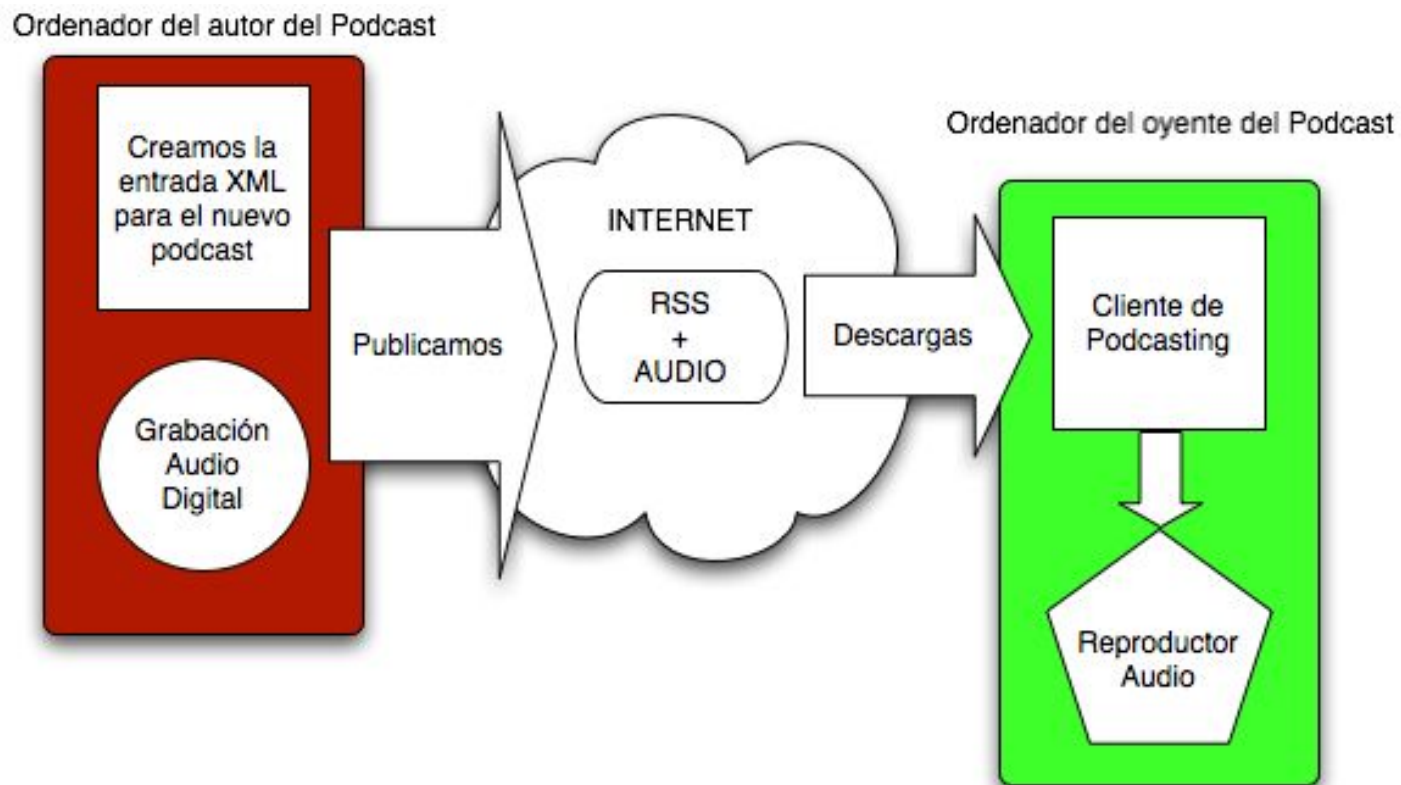 Ordenador del autor del Podcast
Creamos la
entrada XML
para el nuevo
podcast
Grabación
Audio
Digital
Publicamos
INTERNET
RSS
+
AUDIO
Descargas
Ordenador del oyente del Podcast
Cliente de
Podcasting
Reproductor
Audio